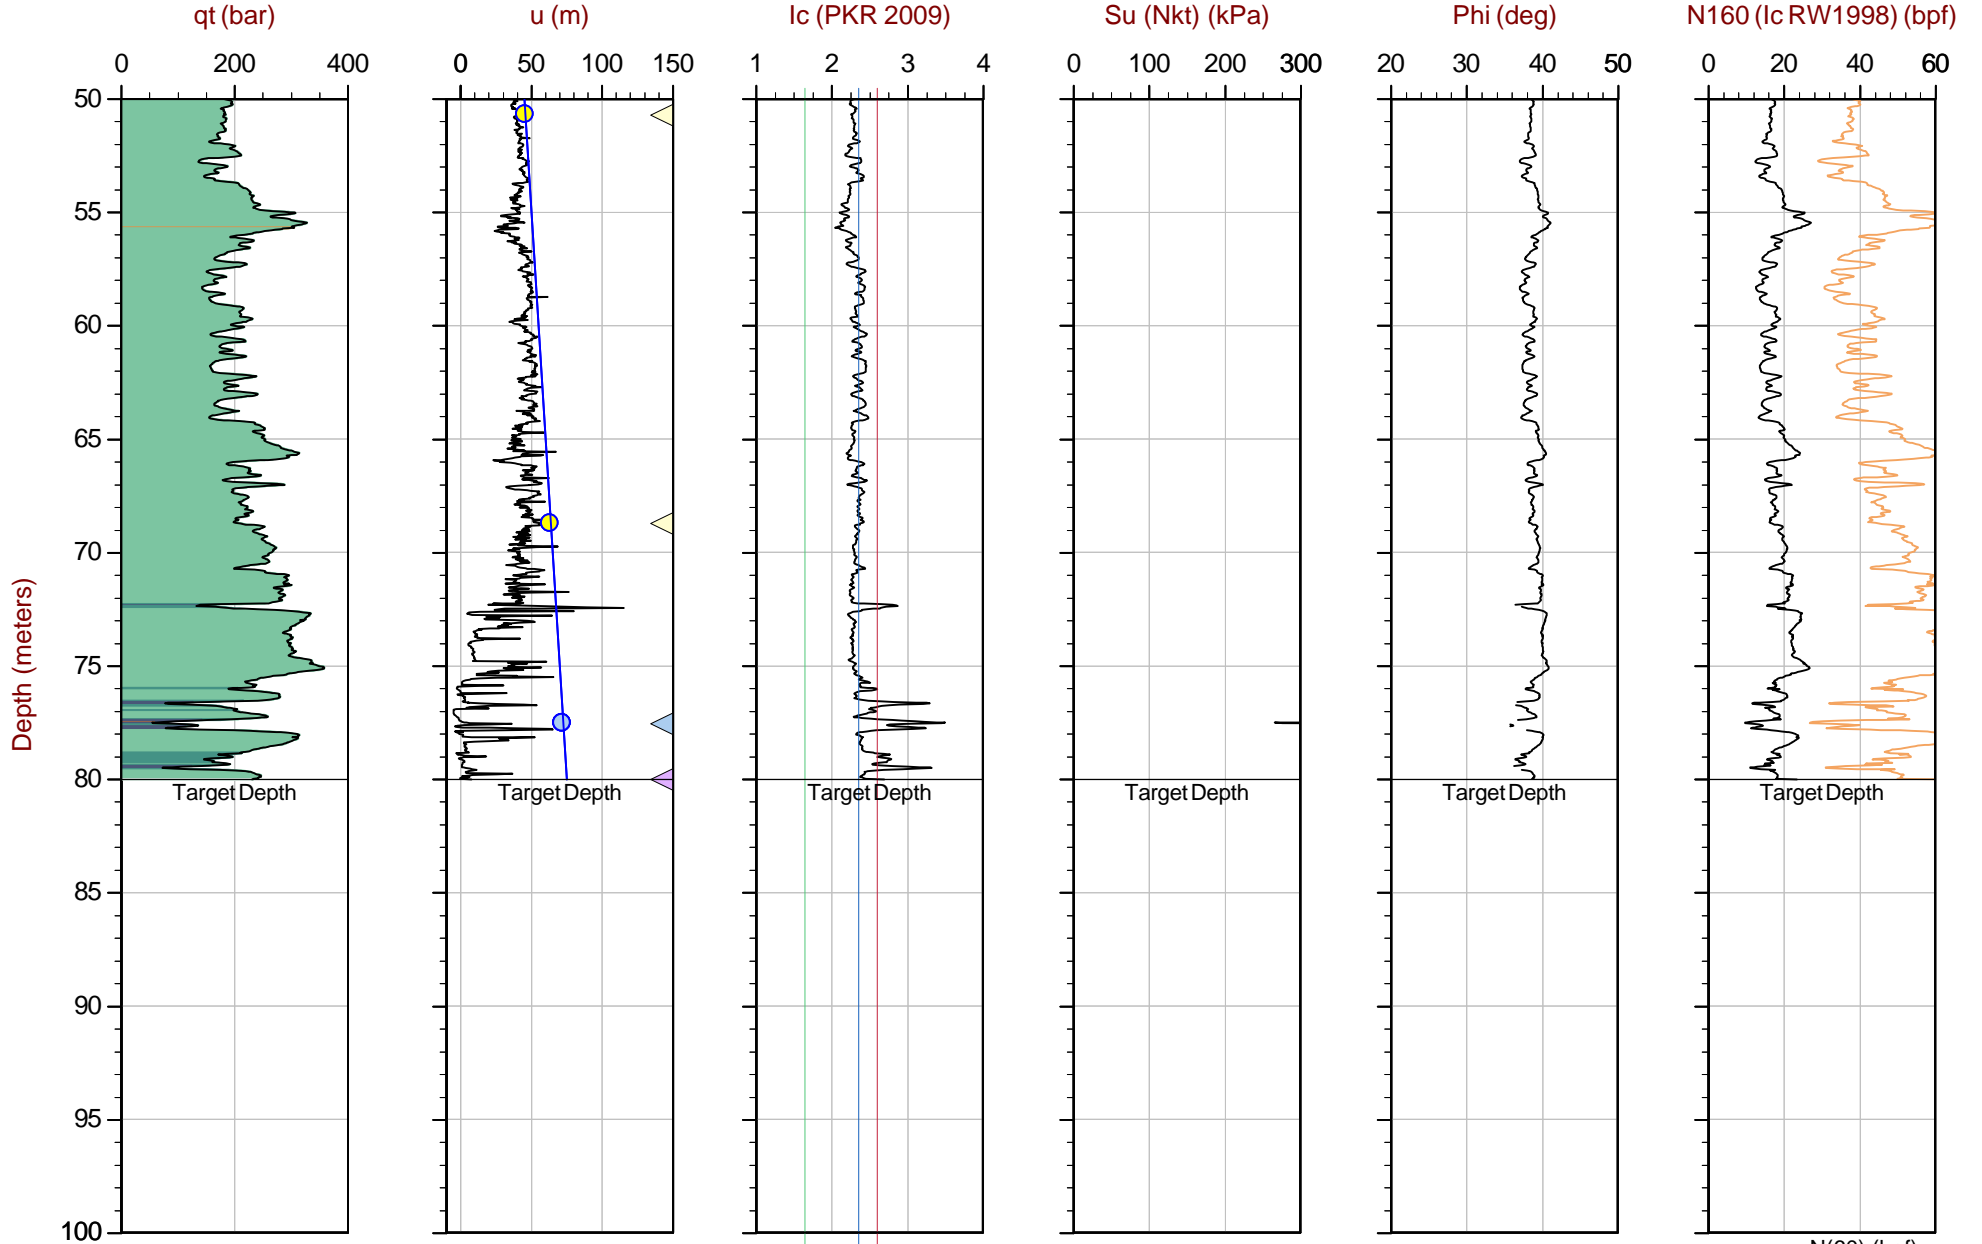 qt (bar) u (m) Ic (PKR 2009) Su (Nkt) (kPa) Phi (deg) N160 (Ic RW1998) (bpf)
0 200 400 0 50 100 150 1 2 3 4 0 100 200 300 20 30 40 50 0 20 40 60
50
55
60
65
70
75
80
Target Depth Target Depth Target Depth Target Depth Target Depth Target Depth
85
90
95
100
Depth (meters)